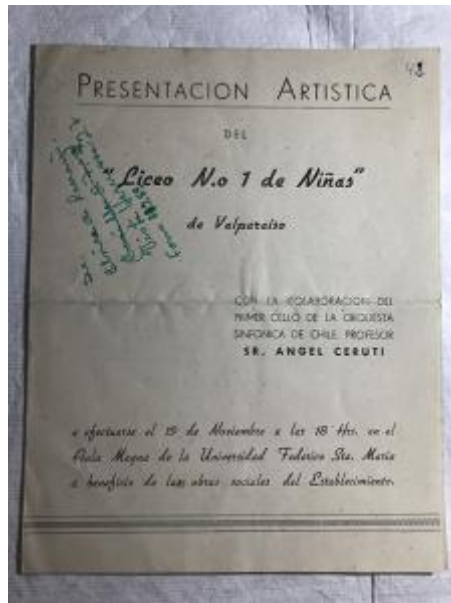 PRESENTACION ARTISTICA
DEL
"Liceo N.o 1 de Niñas"
de Valparaíso
CON LA COLABORACION DEL
PRIMER CELLO DE LA ORQUESTA
SINFONICA DE CHILE, PROFESOR
SR. ANGEL CERUTI
a efectuarse el 15 de Noviembre a las 18 Hrs. en el
Aula Magna de la Universidad Federico Sta. María
a beneficio de las obras sociales del Establecimiento.